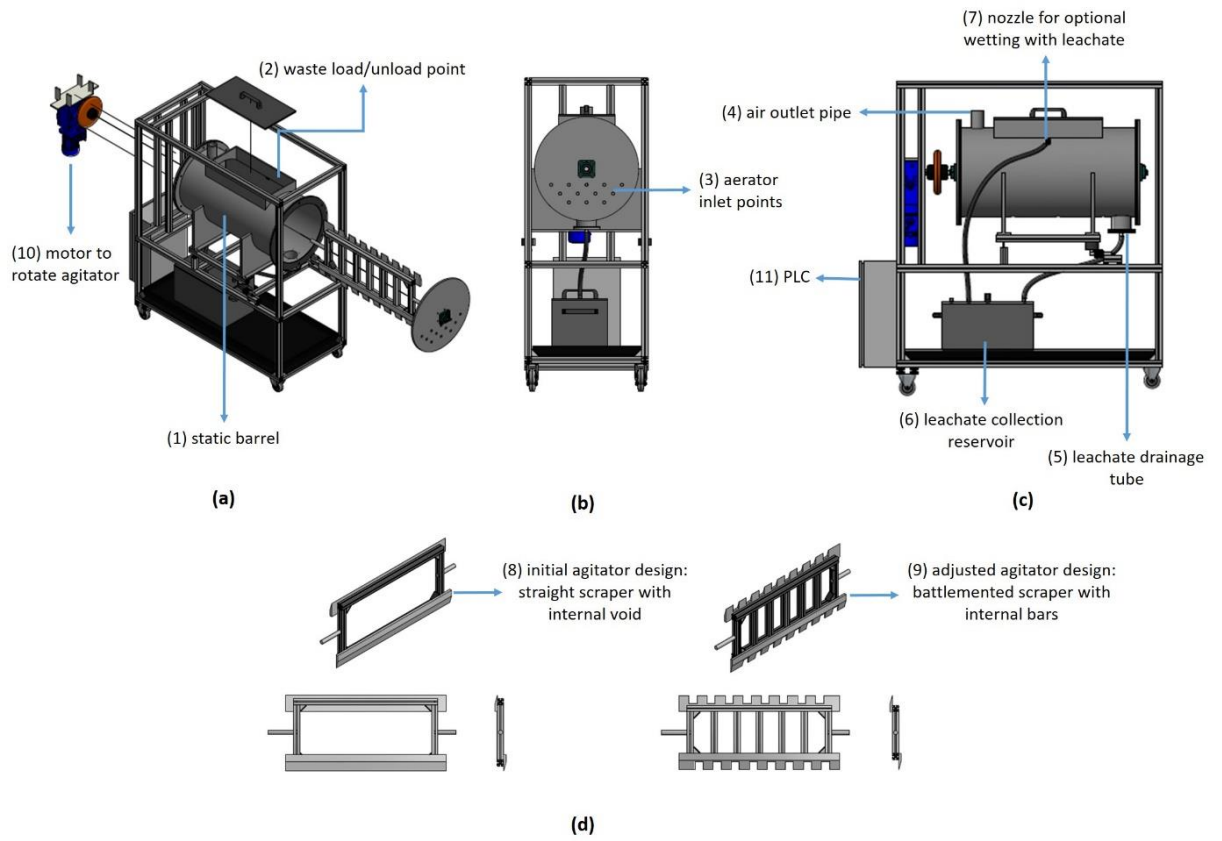 (7) nozzle for optional
wetting with leachate
(2) waste load/unload point
(4) air outlet pipe
(3) aerator
inlet points
(10) motor to
rotate agitator
(11) PLC
(6) leachate collection
reservoir
(1) static barrel
(5) leachate drainage
tube
(a)
(b)
(c)
(8) initial agitator design:
straight scraper with
internal void
(9) adjusted agitator design:
battlemented scraper with
internal bars
(d)